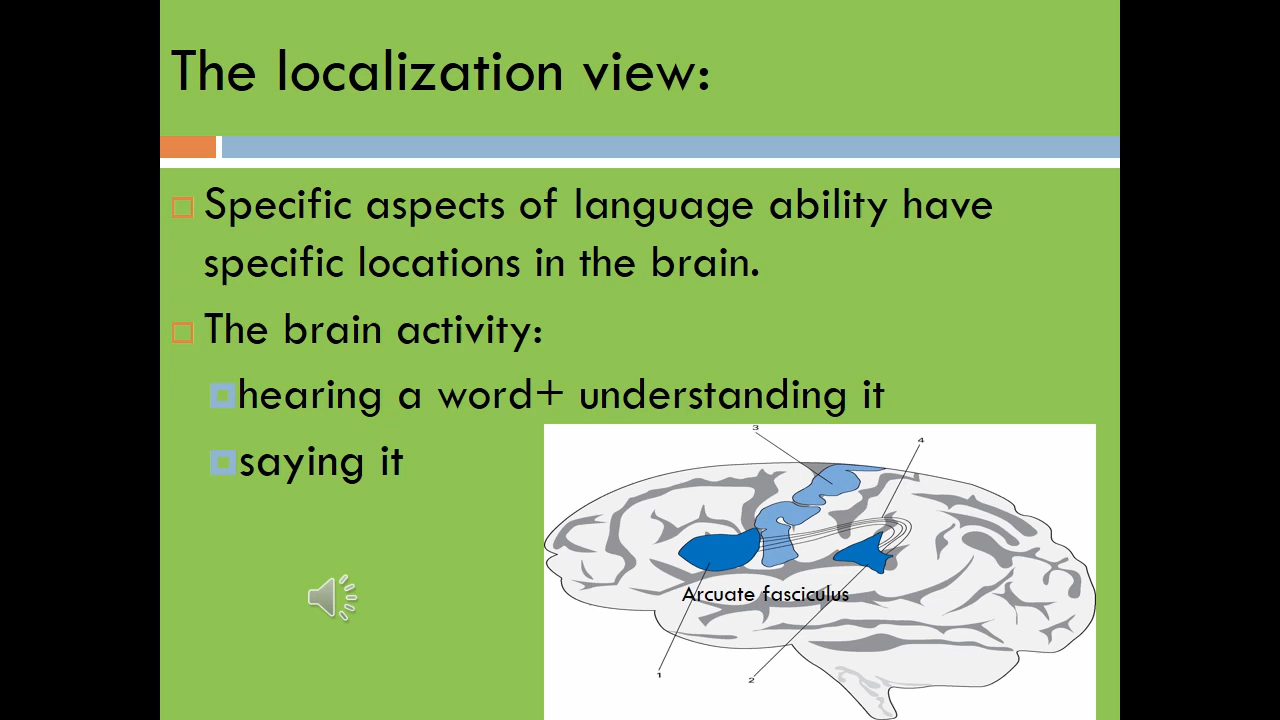 The localization view:
Specific aspects of language ability have
specific locations in the brain.
The brain activity:
hearing a word+ understanding it
saying it
3
4
Arcuate fasciculus
1
2